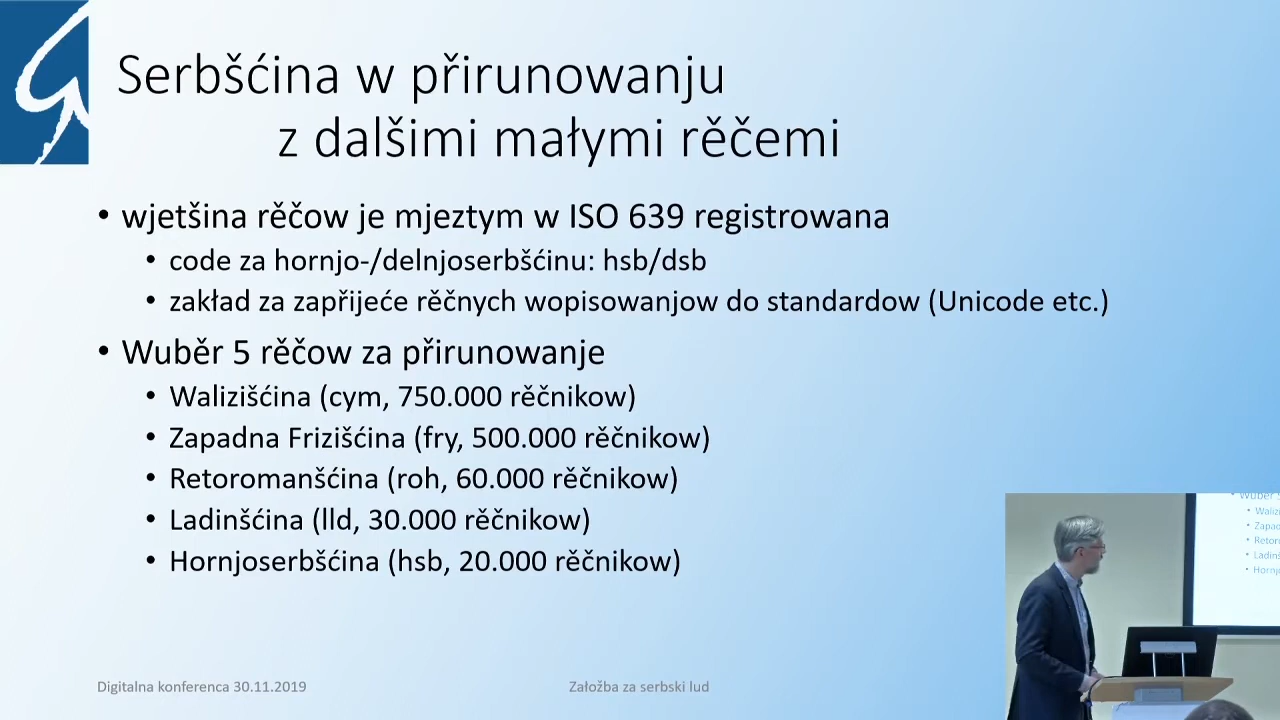 Serbšćina w přirunowanju
z dalšimi małymi rěčemi
• wjetšina rěčow je mjeztym w ISO 639 registrowana
• code za hornjo-/delnjoserbšćinu: hsb/dsb
• zakład za zapřijeće rěčnych wopisowanjow do standardow (Unicode etc.)
• Wuběr 5 rěčow za přirunowanje
• Walizišćina (cym, 750.000 rěčnikow)
• Zapadna Frizišćina (fry, 500.000 rěčnikow)
• Retoromanšćina (roh, 60.000 rěčnikow)
• Ladinšćina (lld, 30.000 rěčnikow)
• Hornjoserbšćina (hsb, 20.000 rěčnikow)
Digitalna konferenca 30.11.2019
Założba za serbski lud